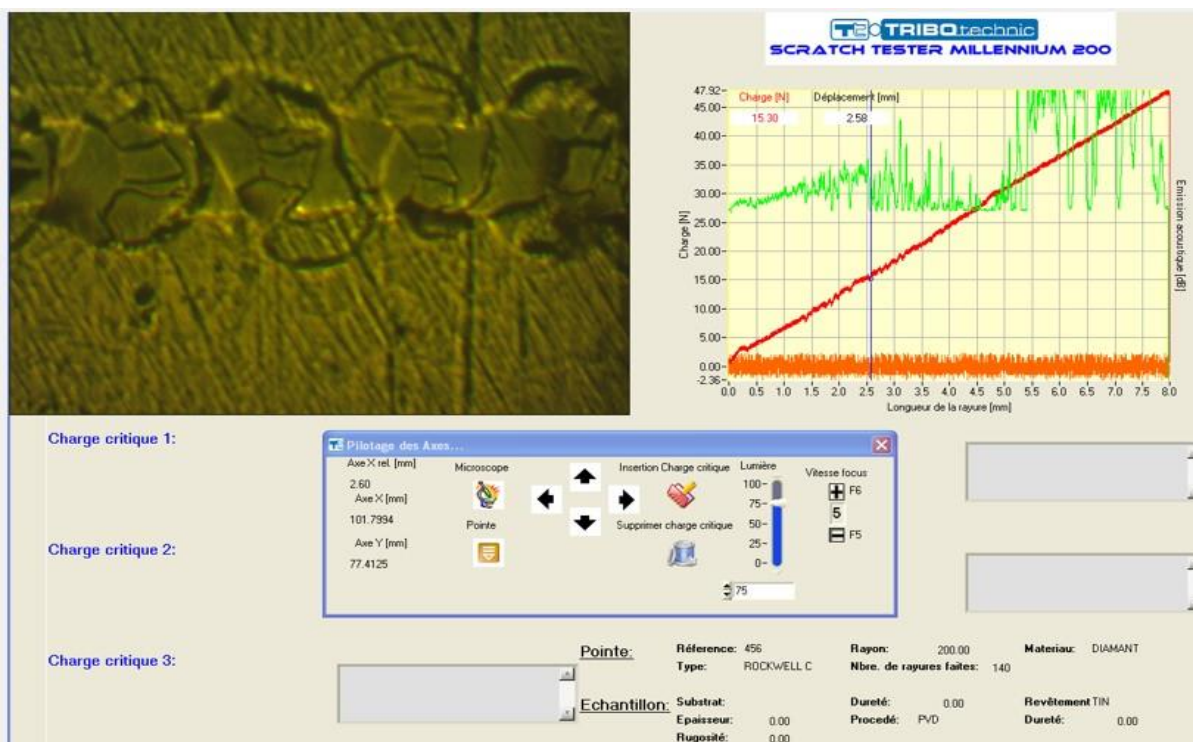 T2 TRIBOtechnic
SCRATCH TESTER MILLENNIUM 200
Charge [N]
Déplacement [mm]
15.30
2.58
47.92
45.00
40.00
35.00
30.00
25.00
20.00
15.00
10.00
5.00
0.00
-2.36
Charge [N]
Emission acoustique [dB]
0.0 0.5 1.0 1.5 2.0 2.5 3.0 3.5 4.0 4.5 5.0 5.5 6.0 6.5 7.0 7.5 8.0
Longueur de la rayure [mm]
Charge critique 1:
Charge critique 2:
Charge critique 3:
T2 Pilotage des Axes...
Axe X rel. [mm]
2.60
Axe X [mm]
101.7994
Axe Y [mm]
77.4125
Microscope
Pointe
Insertion Charge critique
Supprimer charge critique
Lumière
100-
75-
50-
25-
0-
75
Vitesse focus
F6
5
F5
Pointe:
Réference: 456
Rayon: 200.00
Materiau: DIAMANT
Type: ROCKWELL C
Nbre. de rayures faites: 140
Echantillon:
Substrat:
Dureté: 0.00
Revêtement TIN
Epaisseur: 0.00
Procedé: PVD
Dureté: 0.00
Rugosité: 0.00